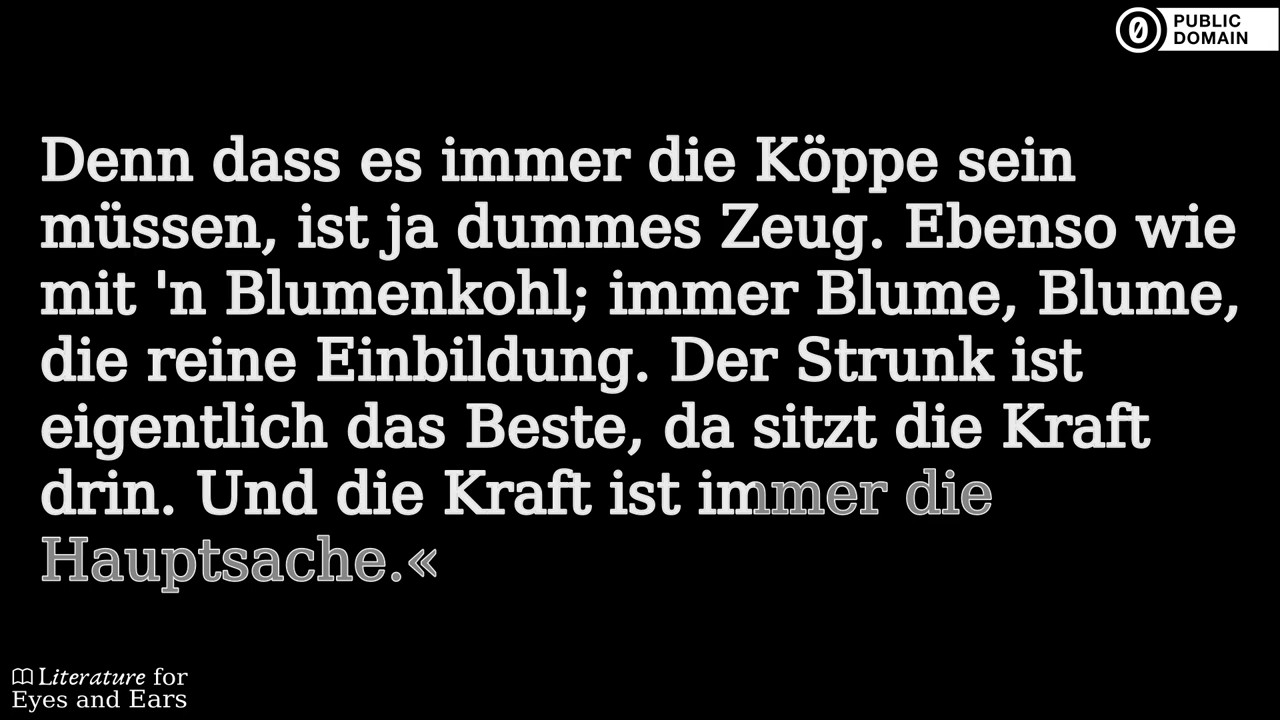 PUBLIC
DOMAIN
Denn dass es immer die Köppe sein
müssen, ist ja dummes Zeug. Ebenso wie
mit 'n Blumenkohl; immer Blume, Blume,
die reine Einbildung. Der Strunk ist
eigentlich das Beste, da sitzt die Kraft
drin. Und die Kraft ist immer die
Hauptsache.«
Literature for
Eyes and Ears